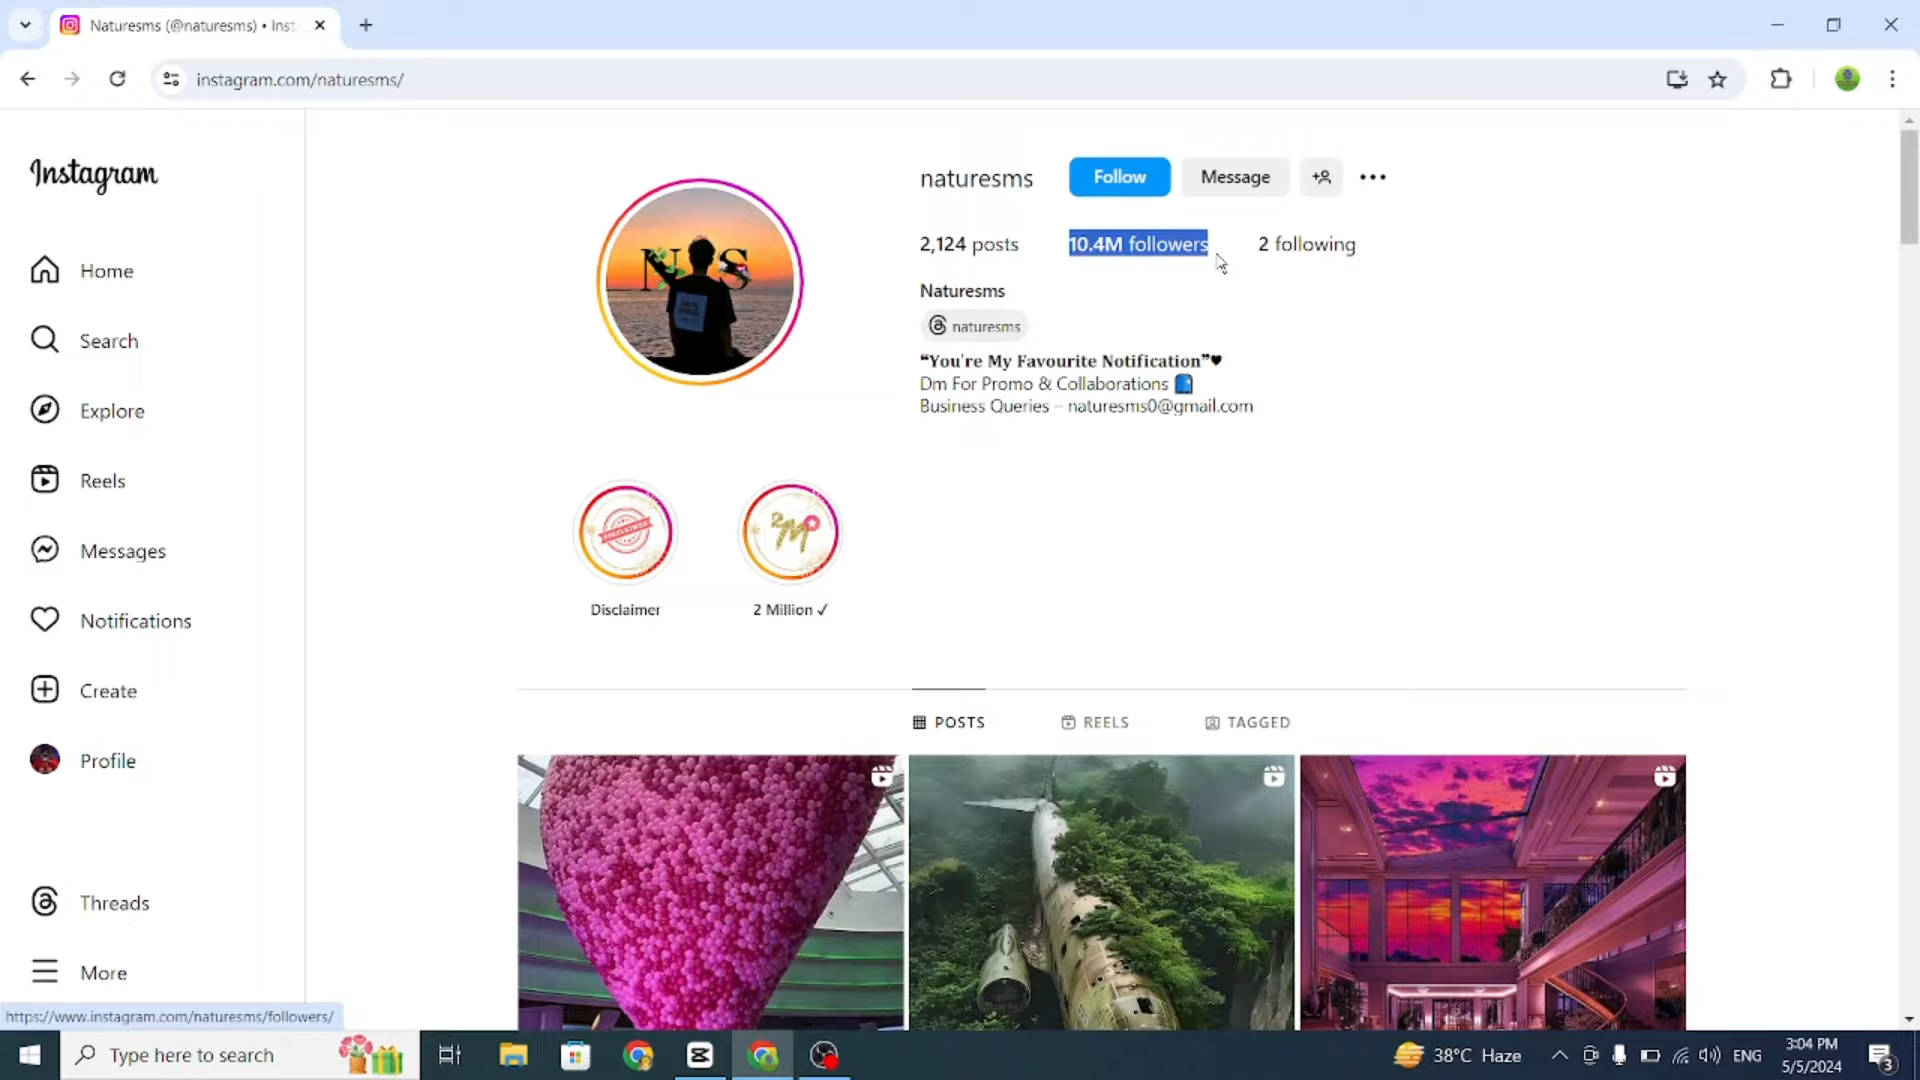 Naturesms (@naturesms) • Inst
instagram.com/naturesms/
Instagram
Home
Search
Explore
Reels
Messages
Notifications
Create
Profile
Threads
More
naturesms
Follow
Message
2,124 posts
10.4M followers
2 following
Naturesms
naturesms
❝𝐘𝐨𝐮'𝐫𝐞 𝐌𝐲 𝐅𝐚𝐯𝐨𝐮𝐫𝐢𝐭𝐞 𝐍𝐨𝐭𝐢𝐟𝐢𝐜𝐚𝐭𝐢𝐨𝐧❞♥
Dm For Promo & Collaborations 📘
Business Queries – naturesms0@gmail.com
N S
DISCLAIMER
2M
Disclaimer
2 Million ✓
POSTS
REELS
TAGGED
https://www.instagram.com/naturesms/followers/
Type here to search
38°C Haze
ENG
3:04 PM
5/5/2024
3